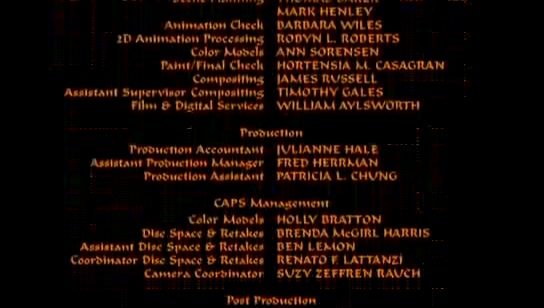 MARK HENLEY
Animation Check BARBARA WILES
2D Animation Processing ROBYN L. ROBERTS
Color Models ANN SORENSEN
Paint/Final Check HORTENSIA M. CASAGRAN
Compositing JAMES RUSSELL
Assistant Supervisor Compositing TIMOTHY GALES
Film & Digital Services WILLIAM AYLSWORTH
Production
Production Accountant JULIANNE HALE
Assistant Production Manager FRED HERRMAN
Production Assistant PATRICIA L. CHUNG
CAPS Management
Color Models HOLLY BRATTON
Disc Space & Retakes BRENDA McGIRL HARRIS
Assistant Disc Space & Retakes BEN LEMON
Coordinator Disc Space & Retakes RENATO F. LATTANZI
Camera Coordinator SUZY ZEFFREN RAUCH
Post Production